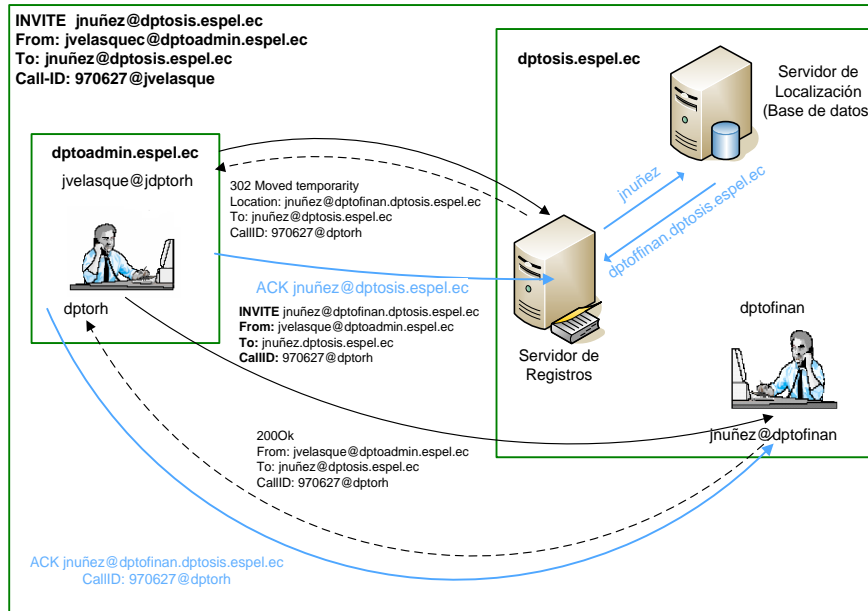 INVITE jnuñez@dptosis.espel.ec
From: jvelasquec@dptoadmin.espel.ec
To: jnuñez@dptosis.espel.ec
Call-ID: 970627@jvelasque
dptosis.espel.ec
Servidor de
Localización
(Base de datos
dptoadmin.espel.ec
jvelasque@jdptorh
302 Moved temporarity
Location: jnuñez@dptofinan.dptosis.espel.ec
To: jnuñez@dptosis.espel.ec
CallID: 970627@dptorh
jnuñez
dptoffinan.dptosis.espel.ec
ACK jnuñez@dptosis.espel.ec
dptorh
INVITE jnuñez@dptofinan.dptosis.espel.ec
From: jvelasque@dptoadmin.espel.ec
To: jnuñez.dptosis.espel.ec
CallID: 970627@dptorh
dptofinan
Servidor de
Registros
jnuñez@dptofinan
200Ok
From: jvelasque@dptoadmin.espel.ec
To: jnuñez@dptosis.espel.ec
CallID: 970627@dptorh
ACK jnuñez@dptofinan.dptosis.espel.ec
CallID: 970627@dptorh